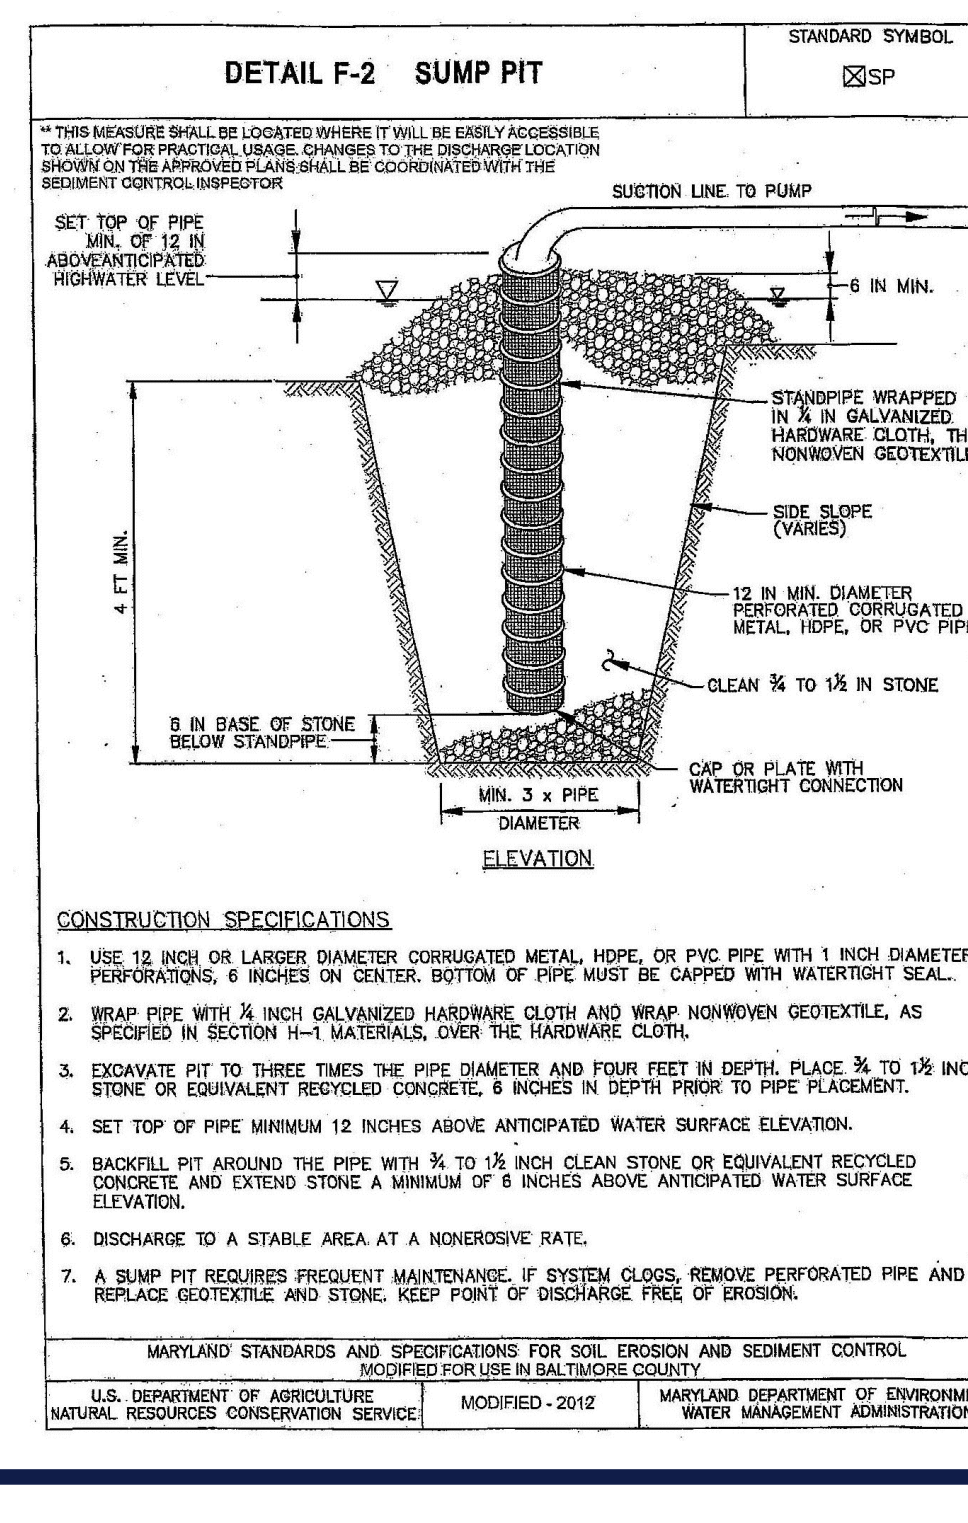 DETAIL F-2 SUMP PIT
STANDARD SYMBOL
SP
** THIS MEASURE SHALL BE LOCATED WHERE IT WILL BE EASILY ACCESSIBLE
TO ALLOW FOR PRACTICAL USAGE. CHANGES TO THE DISCHARGE LOCATION
SHOWN ON THE APPROVED PLANS SHALL BE COORDINATED WITH THE
SEDIMENT CONTROL INSPECTOR
SUCTION LINE TO PUMP
SET TOP OF PIPE
MIN. OF 12 IN
ABOVE ANTICIPATED
HIGHWATER LEVEL
6 IN MIN.
STANDPIPE WRAPPED
IN ¼ IN GALVANIZED
HARDWARE CLOTH, TH
NONWOVEN GEOTEXTILE
SIDE SLOPE
(VARIES)
4 FT MIN.
12 IN MIN. DIAMETER
PERFORATED CORRUGATED
METAL, HDPE, OR PVC PIPE
CLEAN ¾ TO 1½ IN STONE
6 IN BASE OF STONE
BELOW STANDPIPE
CAP OR PLATE WITH
WATERTIGHT CONNECTION
MIN. 3 x PIPE
DIAMETER
ELEVATION
CONSTRUCTION SPECIFICATIONS
1. USE 12 INCH OR LARGER DIAMETER CORRUGATED METAL, HDPE, OR PVC PIPE WITH 1 INCH DIAMETER
PERFORATIONS, 6 INCHES ON CENTER. BOTTOM OF PIPE MUST BE CAPPED WITH WATERTIGHT SEAL.
2. WRAP PIPE WITH ¼ INCH GALVANIZED HARDWARE CLOTH AND WRAP NONWOVEN GEOTEXTILE, AS
SPECIFIED IN SECTION H-1 MATERIALS, OVER THE HARDWARE CLOTH.
3. EXCAVATE PIT TO THREE TIMES THE PIPE DIAMETER AND FOUR FEET IN DEPTH. PLACE ¾ TO 1½ INC
STONE OR EQUIVALENT RECYCLED CONCRETE, 6 INCHES IN DEPTH PRIOR TO PIPE PLACEMENT.
4. SET TOP OF PIPE MINIMUM 12 INCHES ABOVE ANTICIPATED WATER SURFACE ELEVATION.
5. BACKFILL PIT AROUND THE PIPE WITH ¾ TO 1½ INCH CLEAN STONE OR EQUIVALENT RECYCLED
CONCRETE AND EXTEND STONE A MINIMUM OF 6 INCHES ABOVE ANTICIPATED WATER SURFACE
ELEVATION.
6. DISCHARGE TO A STABLE AREA AT A NONEROSIVE RATE.
7. A SUMP PIT REQUIRES FREQUENT MAINTENANCE. IF SYSTEM CLOGS, REMOVE PERFORATED PIPE AND
REPLACE GEOTEXTILE AND STONE. KEEP POINT OF DISCHARGE FREE OF EROSION.
MARYLAND STANDARDS AND SPECIFICATIONS FOR SOIL EROSION AND SEDIMENT CONTROL
MODIFIED FOR USE IN BALTIMORE COUNTY
U.S. DEPARTMENT OF AGRICULTURE
NATURAL RESOURCES CONSERVATION SERVICE
MODIFIED - 2012
MARYLAND DEPARTMENT OF ENVIRONM
WATER MANAGEMENT ADMINISTRATION